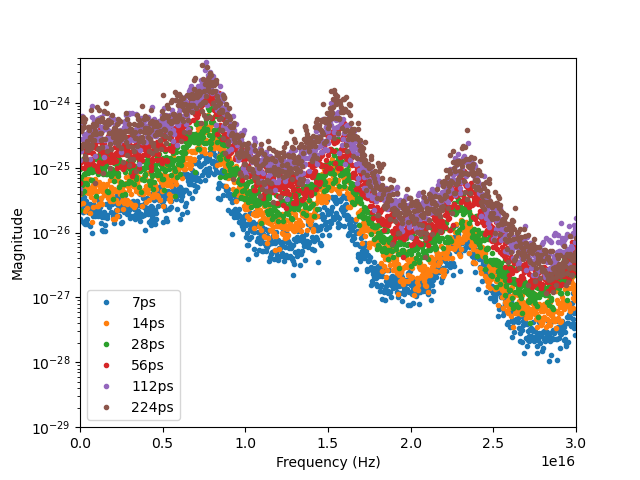 10⁻²⁴
10⁻²⁵
10⁻²⁶
10⁻²⁷
10⁻²⁸
10⁻²⁹
Magnitude
7ps
14ps
28ps
56ps
112ps
224ps
0.0 0.5 1.0 1.5 2.0 2.5 3.0
Frequency (Hz) 1e16